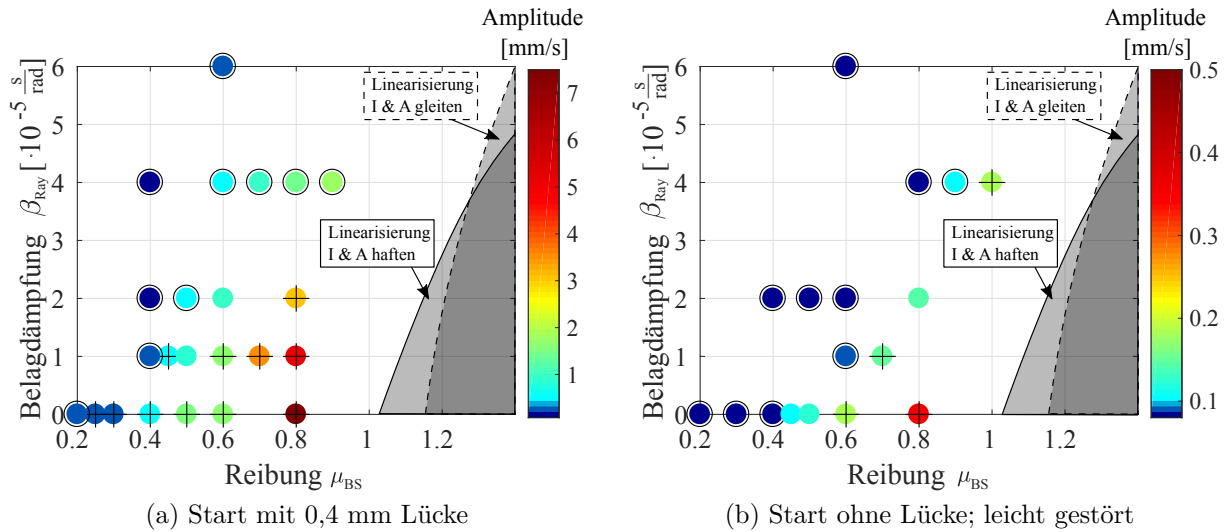 Amplitude
[mm/s]
Belagdämpfung β_Ray [·10^-5 s/rad]
6
5
4
3
2
1
0
0.2
0.4
0.6
0.8
1
1.2
Reibung μ_BS
Linearisierung
I & A gleiten
Linearisierung
I & A haften
7
6
5
4
3
2
1
(a) Start mit 0,4 mm Lücke
Amplitude
[mm/s]
Belagdämpfung β_Ray [·10^-5 s/rad]
6
5
4
3
2
1
0
0.2
0.4
0.6
0.8
1
1.2
Reibung μ_BS
Linearisierung
I & A gleiten
Linearisierung
I & A haften
0.5
0.4
0.3
0.2
0.1
(b) Start ohne Lücke; leicht gestört